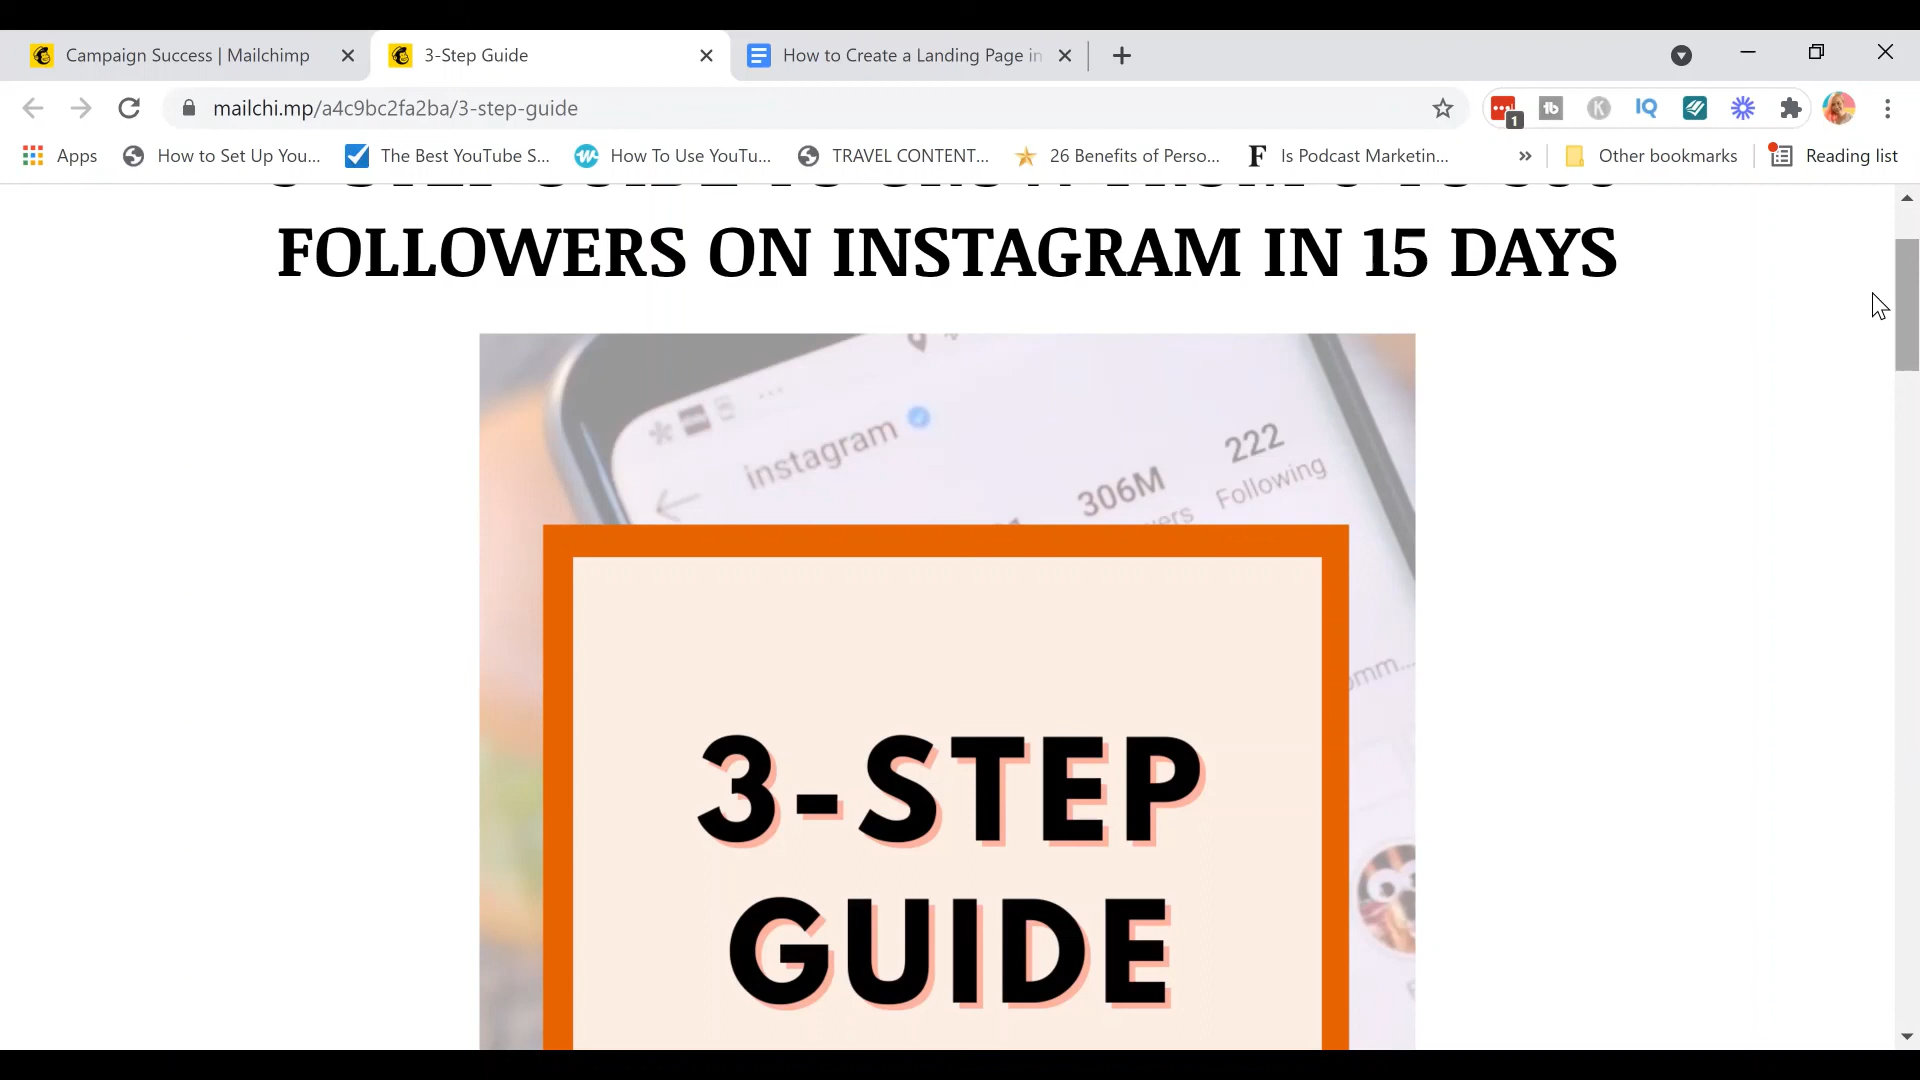 Campaign Success | Mailchimp
3-Step Guide
How to Create a Landing Page in
mailchi.mp/a4c9bc2fa2ba/3-step-guide
1
tb
K
IQ
Apps
How to Set Up You...
The Best YouTube S...
How To Use YouTu...
TRAVEL CONTENT...
26 Benefits of Perso...
F
Is Podcast Marketin...
»
Other bookmarks
Reading list
FOLLOWERS ON INSTAGRAM IN 15 DAYS
instagram
306M
222
Following
3-STEP
GUIDE